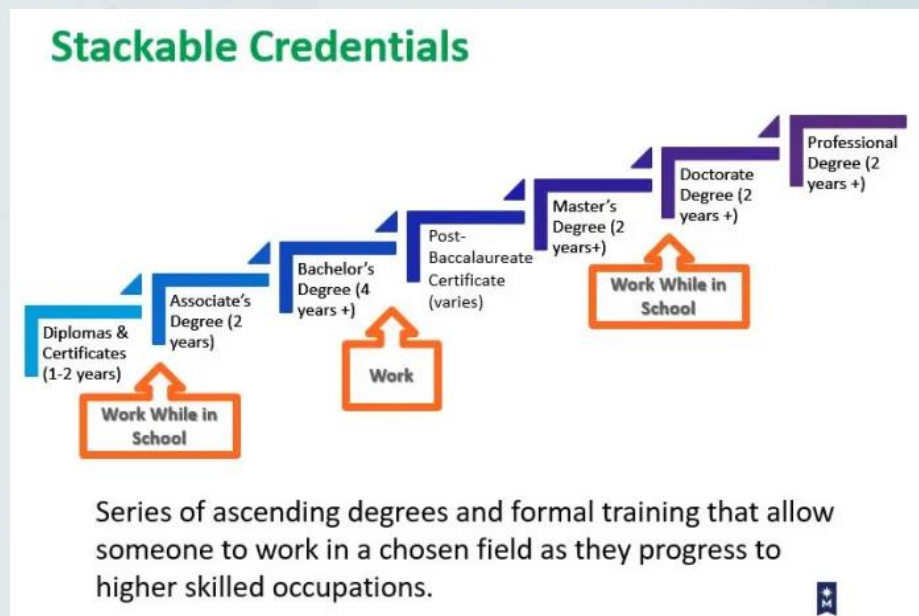 Stackable Credentials
Diplomas &
Certificates
(1-2 years)
Associate's
Degree (2
years)
Bachelor's
Degree (4
years +)
Post-
Baccalaureate
Certificate
(varies)
Master's
Degree (2
years+)
Doctorate
Degree (2
years +)
Professional
Degree (2
years +)
Work While in
School
Work
Work While in
School
Series of ascending degrees and formal training that allow
someone to work in a chosen field as they progress to
higher skilled occupations.
M